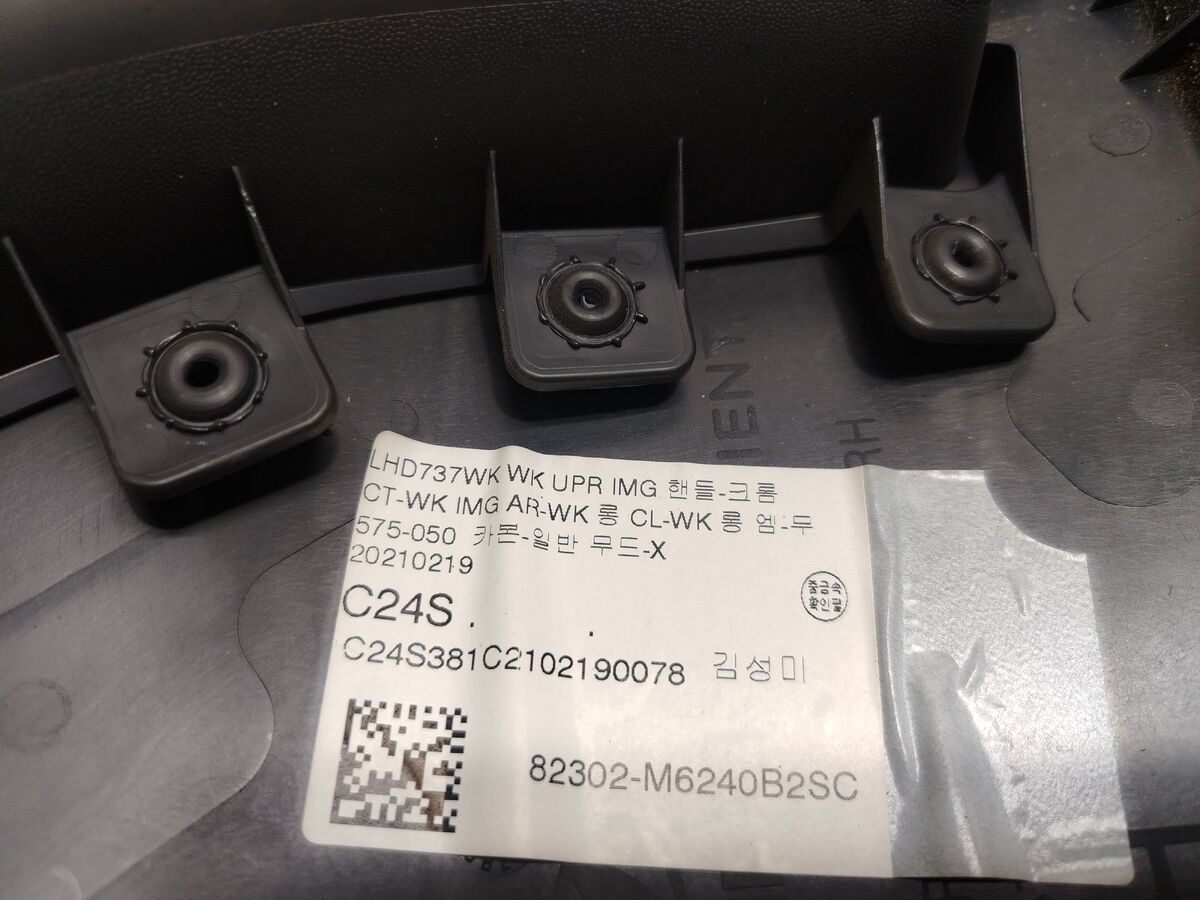 LHD737WK WK UPR IMG 핸들-크롬
CT-WK IMG AR-WK 롱 CL-WK 롱 엠-무
575-050 카본-일반 무드-X
20210219
C24S .
C24S381C2102190078 김성미
82302-M6240B2SC
RH